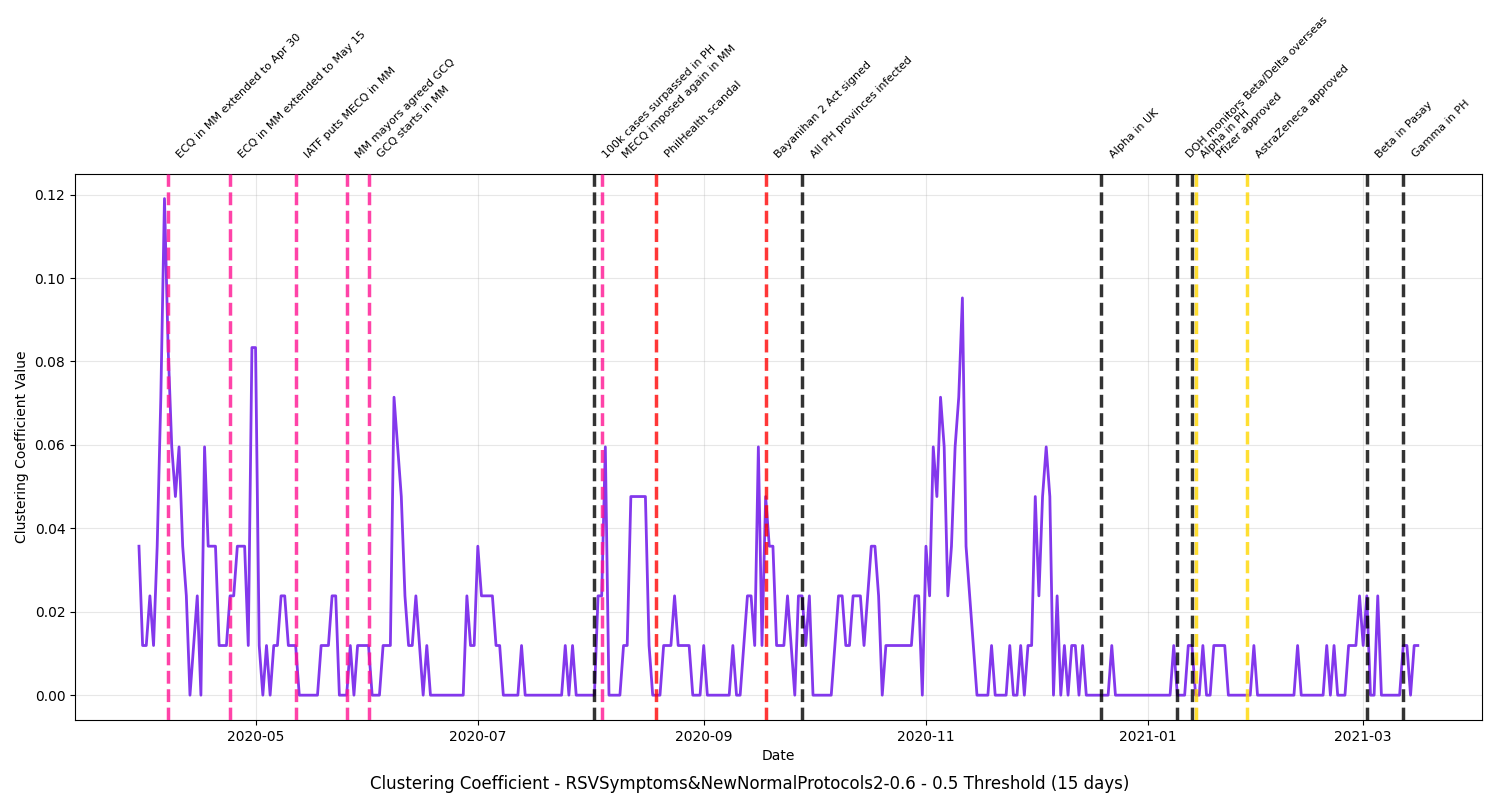 ECQ in MM extended to Apr 30
ECQ in MM extended to May 15
IATF puts MECQ in MM
MM mayors agreed GCQ
GCQ starts in MM
100k cases surpassed in PH
MECQ imposed again in MM
PhilHealth scandal
Bayanihan 2 Act signed
All PH provinces infected
Alpha in UK
DOH monitors Beta/Delta overseas
Alpha in PH
Pfizer approved
AstraZeneca approved
Beta in Pasay
Gamma in PH
0.12
0.10
0.08
0.06
0.04
0.02
0.00
Clustering Coefficient Value
2020-05
2020-07
2020-09
2020-11
2021-01
2021-03
Date
Clustering Coefficient - RSVSymptoms&NewNormalProtocols2-0.6 - 0.5 Threshold (15 days)